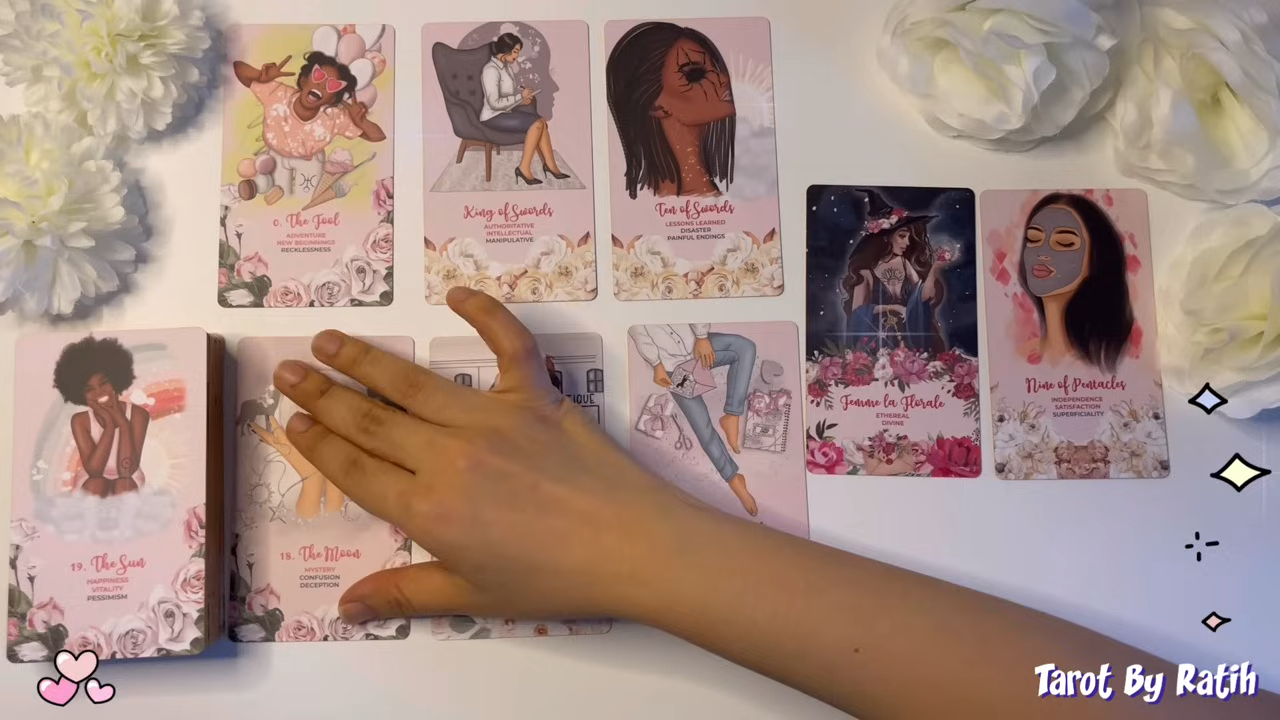 0. The Fool
ADVENTURE
NEW BEGINNINGS
RECKLESSNESS
King of Swords
AUTHORITATIVE
INTELLECTUAL
MANIPULATIVE
Ten of Swords
LESSONS LEARNED
DISASTER
PAINFUL ENDINGS
Femme la Florale
ETHEREAL
DIVINE
Nine of Pentacles
INDEPENDENCE
SATISFACTION
SUPERFICIALITY
19. The Sun
HAPPINESS
VITALITY
PESSIMISM
18. The Moon
MYSTERY
CONFUSION
DECEPTION
Tarot By Ratih